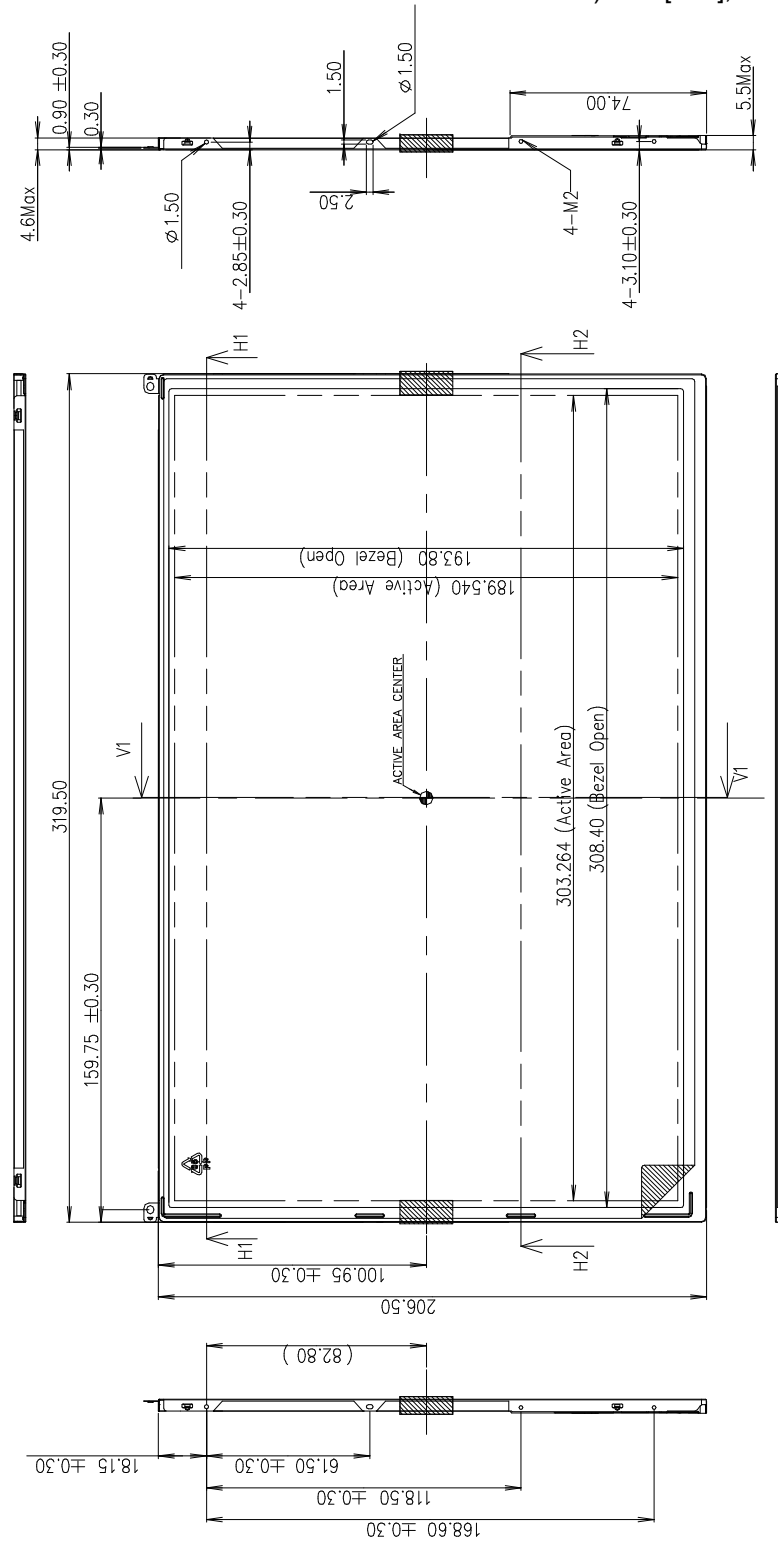 4.6Max
0.90 ±0.30
0.30
1.50
⌀1.50
74.00
5.5Max
⌀1.50
4-2.85±0.30
2.50
4-M2
4-3.10±0.30
H1
H2
319.50
V1
193.80 (Bezel Open)
189.540 (Active Area)
ACTIVE AREA CENTER
303.264 (Active Area)
308.40 (Bezel Open)
V1
159.75 ±0.30
PP
H1
H2
100.95 ±0.30
206.50
(82.80 )
18.15 ±0.30
61.50 ±0.30
118.50 ±0.30
168.60 ±0.30